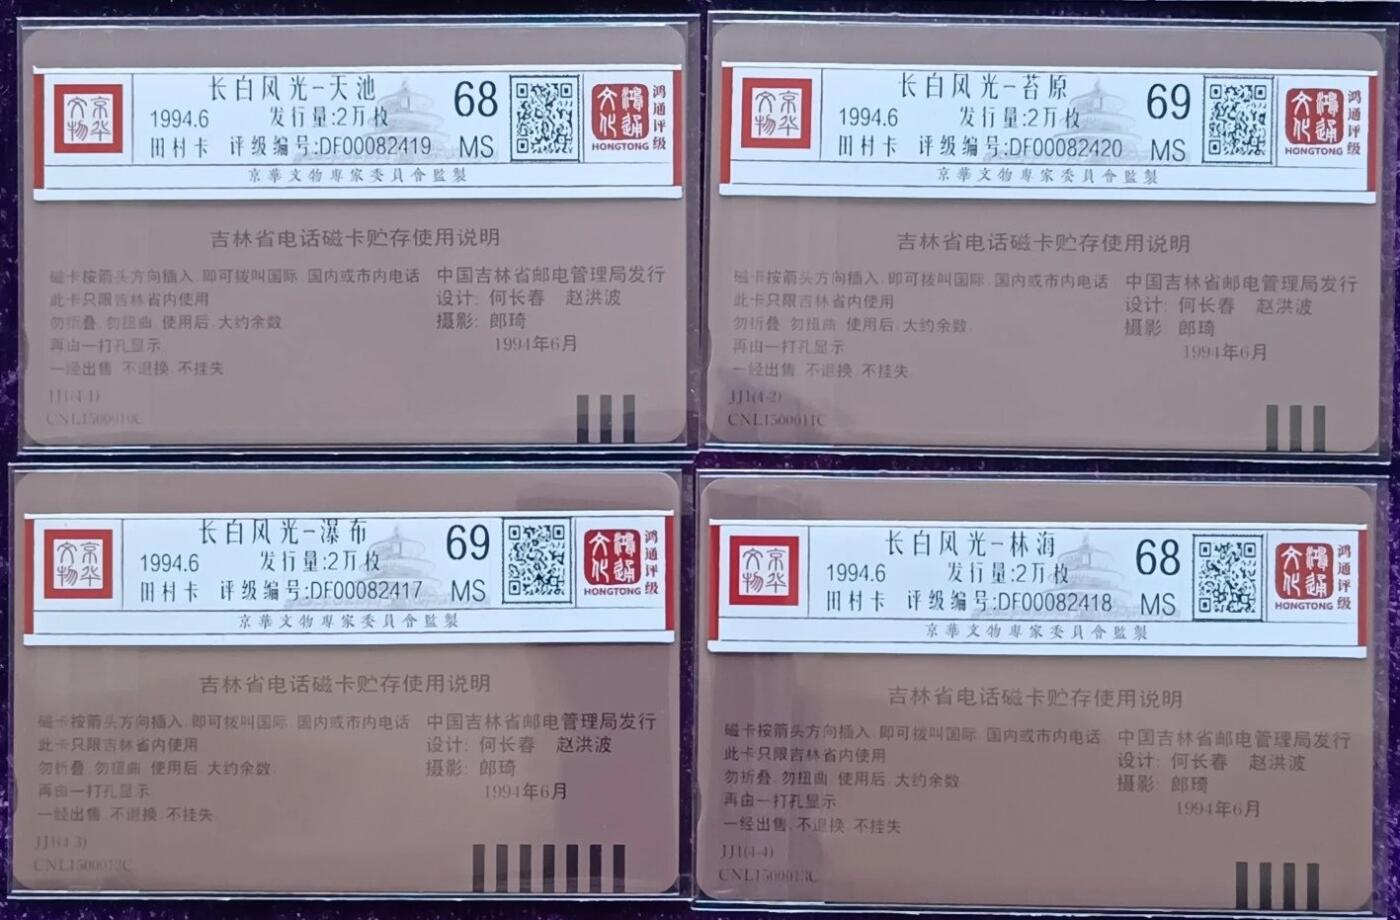 京华文物
长白风光-天池
1994.6 发行量:2万枚
田村卡 评级编号:DF00082419
68
MS
鸿通文化
HONGTONG
鸿通评级
京華文物專家委員會監製
吉林省电话磁卡贮存使用说明
磁卡按箭头方向插入,即可拨叫国际,国内或市内电话
此卡只限吉林省内使用
勿折叠,勿扭曲,使用后,大约余数
再由一打孔显示
一经出售,不退换,不挂失
JJ1(4-1)
CNL1500010C
中国吉林省邮电管理局发行
设计: 何长春 赵洪波
摄影: 郎琦
1994年6月
京华文物
长白风光-苔原
1994.6 发行量:2万枚
田村卡 评级编号:DF00082420
69
MS
鸿通文化
HONGTONG
鸿通评级
京華文物專家委員會監製
吉林省电话磁卡贮存使用说明
磁卡按箭头方向插入,即可拨叫国际,国内或市内电话
此卡只限吉林省内使用
勿折叠,勿扭曲,使用后,大约余数
再由一打孔显示
一经出售,不退换,不挂失
JJ1(4-2)
CNL1500011C
中国吉林省邮电管理局发行
设计: 何长春 赵洪波
摄影: 郎琦
1994年6月
京华文物
长白风光-瀑布
1994.6 发行量:2万枚
田村卡 评级编号:DF00082417
69
MS
鸿通文化
HONGTONG
鸿通评级
京華文物專家委員會監製
吉林省电话磁卡贮存使用说明
磁卡按箭头方向插入,即可拨叫国际,国内或市内电话
此卡只限吉林省内使用
勿折叠,勿扭曲,使用后,大约余数
再由一打孔显示
一经出售,不退换,不挂失
JJ1(4-3)
CNL1500012C
中国吉林省邮电管理局发行
设计: 何长春 赵洪波
摄影: 郎琦
1994年6月
京华文物
长白风光-林海
1994.6 发行量:2万枚
田村卡 评级编号:DF00082418
68
MS
鸿通文化
HONGTONG
鸿通评级
京華文物專家委員會監製
吉林省电话磁卡贮存使用说明
磁卡按箭头方向插入,即可拨叫国际,国内或市内电话
此卡只限吉林省内使用
勿折叠,勿扭曲,使用后,大约余数
再由一打孔显示
一经出售,不退换,不挂失
JJ1(4-4)
CNL1500013C
中国吉林省邮电管理局发行
设计: 何长春 赵洪波
摄影: 郎琦
1994年6月